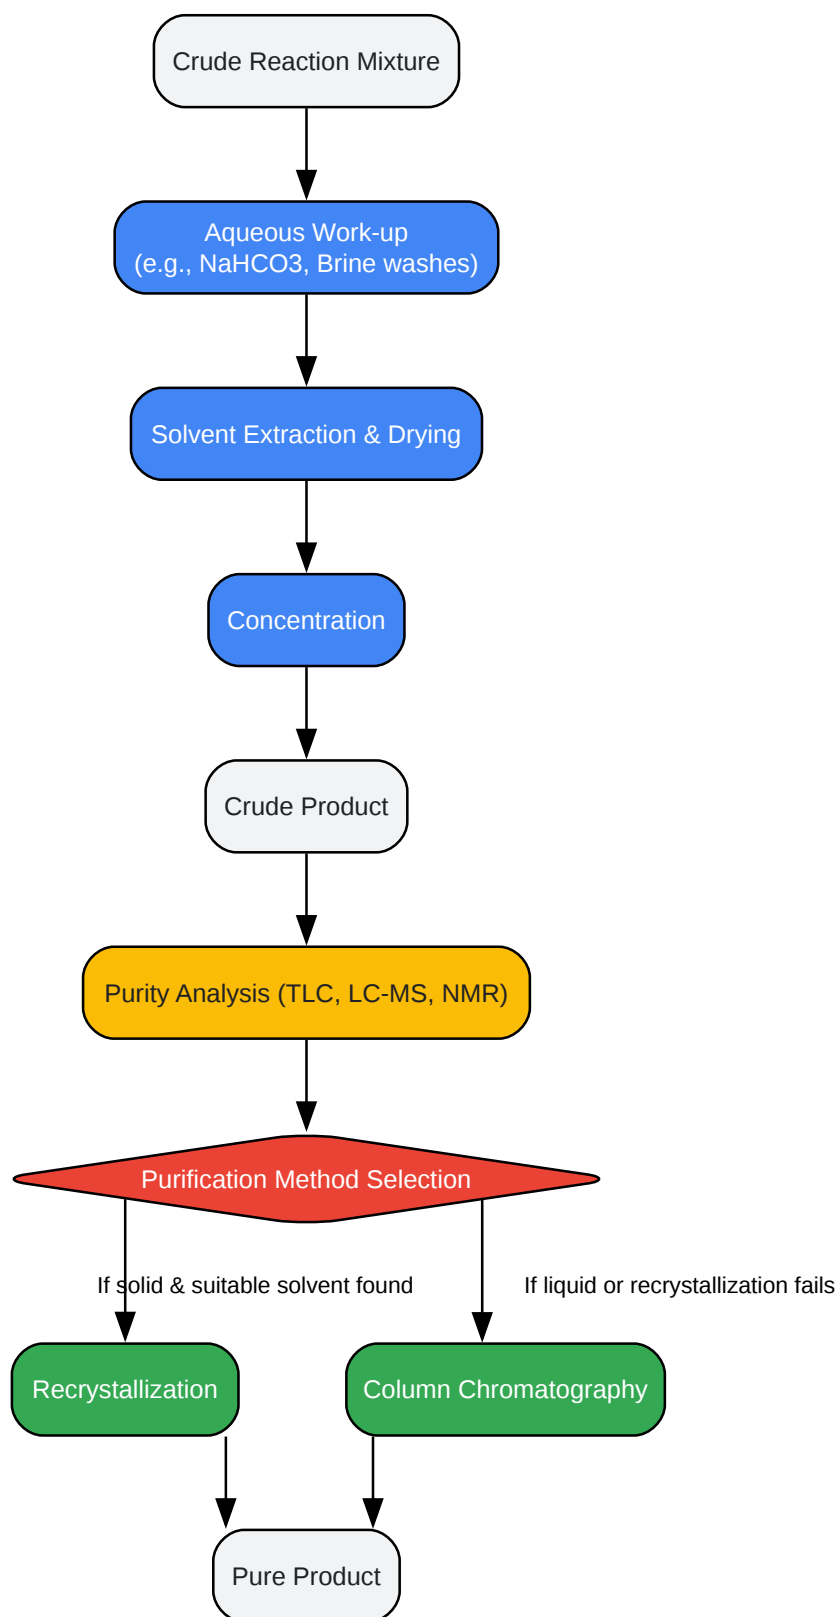 Crude Reaction Mixture
Aqueous Work-up
(e.g., NaHCO3, Brine washes)
Solvent Extraction & Drying
Concentration
Crude Product
Purity Analysis (TLC, LC-MS, NMR)
Purification Method Selection
If solid & suitable solvent found
If liquid or recrystallization fails
Recrystallization
Column Chromatography
Pure Product